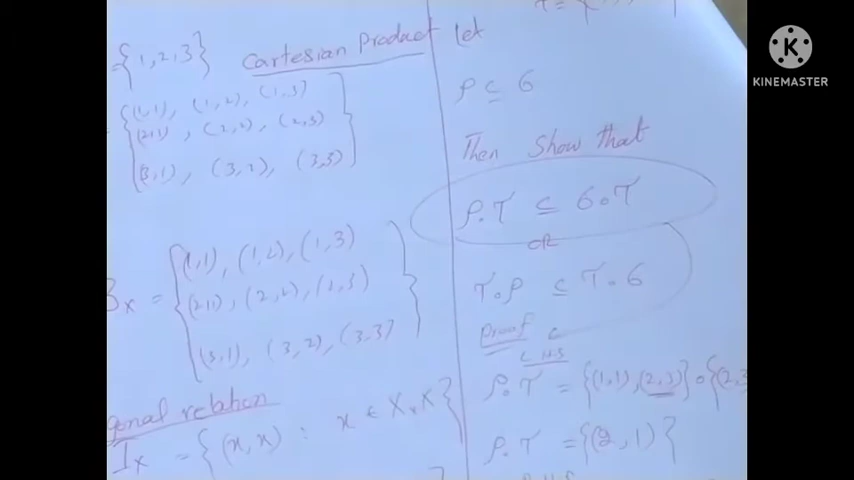 ={1,2,3} Cartesian Product
{(1,1), (1,2), (1,3)
(2,1), (2,2), (2,3)
(3,1), (3,2), (3,3)}
Bx = {(1,1), (1,2), (1,3)
(2,1), (2,2), (1,3)
(3,1), (3,2), (3,3)}
gonal relation
Ix = {(x,x) : x ∈ X×X}
let
ρ ⊆ 6
Then Show that
ρ∘τ ⊆ 6∘τ
OR
τ∘ρ ⊆ τ∘6
Proof
L.H.S
ρ∘τ = {(1,1),(2,3)}∘{(2,3
ρ∘τ = {(2,1)}
KINEMASTER